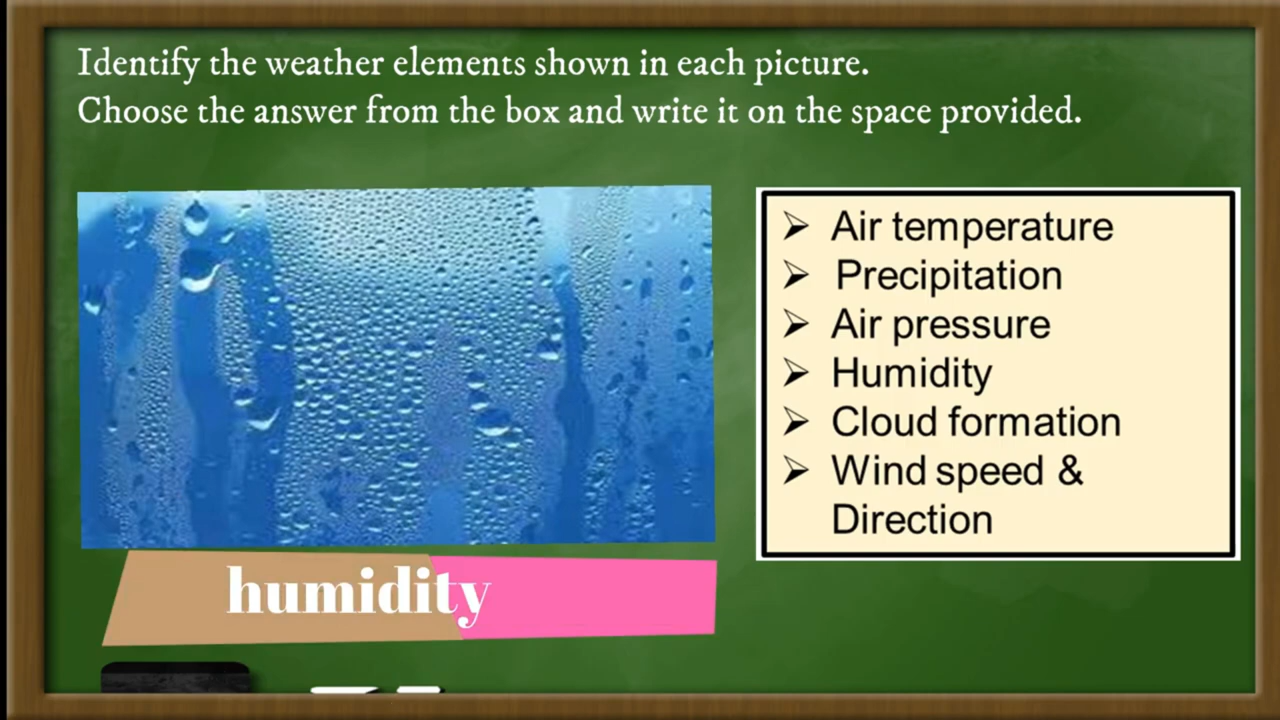 Identify the weather elements shown in each picture.
Choose the answer from the box and write it on the space provided.
➢ Air temperature
➢ Precipitation
➢ Air pressure
➢ Humidity
➢ Cloud formation
➢ Wind speed &
Direction
humidity